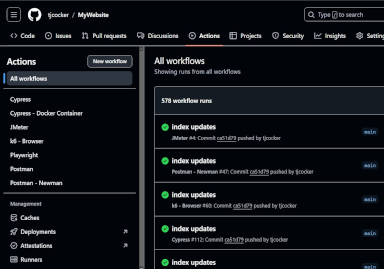 tjcocker / MyWebsite
Type / to search
Code
Issues
Pull requests
Discussions
Actions
Projects
Security
Insights
Actions
New workflow
All workflows
Cypress
Cypress - Docker Container
JMeter
k6 - Browser
Playwright
Postman
Postman - Newman
Management
Caches
Deployments
Attestations
Runners
All workflows
Showing runs from all workflows
578 workflow runs
index updates
main
JMeter #4: Commit ca51d79 pushed by tjcocker
index updates
main
Postman - Newman #47: Commit ca51d79 pushed by tjcocker
index updates
main
k6 - Browser #60: Commit ca51d79 pushed by tjcocker
index updates
main
Cypress #112: Commit ca51d79 pushed by tjcocker
index updates
main